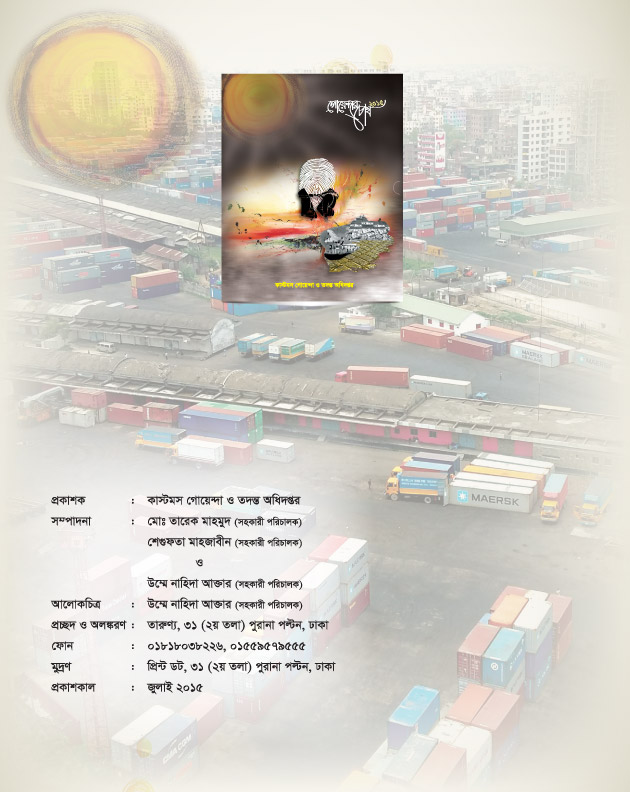 গোয়েন্দা চোখ ২০১৫
কাস্টমস গোয়েন্দা ও তদন্ত অধিদপ্তর
MAERSK
MAERSK
প্রকাশক : কাস্টমস গোয়েন্দা ও তদন্ত অধিদপ্তর
সম্পাদনা : মোঃ তারেক মাহমুদ (সহকারী পরিচালক)
শেগুফতা মাহজাবীন (সহকারী পরিচালক)
ও
উম্মে নাহিদা আক্তার (সহকারী পরিচালক)
আলোকচিত্র : উম্মে নাহিদা আক্তার (সহকারী পরিচালক)
প্রচ্ছদ ও অলঙ্করণ : তারুণ্য, ৩১ (২য় তলা) পুরানা পল্টন, ঢাকা
ফোন : ০১৮১৮০৩৮২২৬, ০১৫৫৯৫৭৯৫৫৫
মুদ্রণ : প্রিন্ট ডট, ৩১ (২য় তলা) পুরানা পল্টন, ঢাকা
প্রকাশকাল : জুলাই ২০১৫